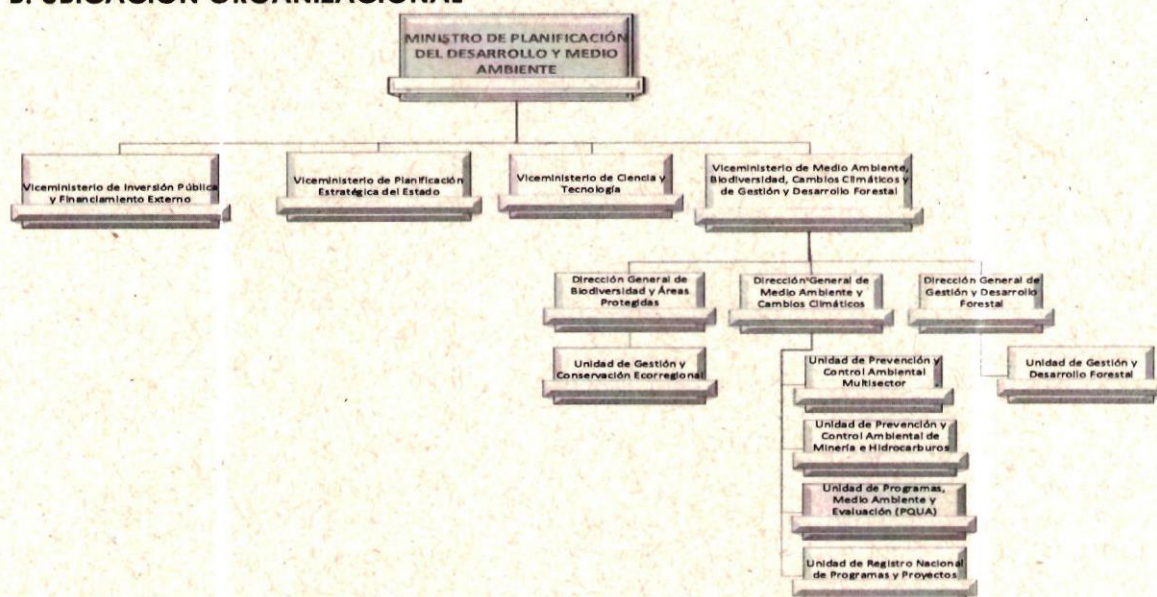 B. UBICACIÓN ORGANIZACIONAL
MINISTRO DE PLANIFICACIÓN
DEL DESARROLLO Y MEDIO
AMBIENTE
Viceministerio de Inversión Pública
y Financiamiento Externo
Viceministerio de Planificación
Estratégica del Estado
Viceministerio de Ciencia y
Tecnología
Viceministerio de Medio Ambiente,
Biodiversidad, Cambios Climáticos y
de Gestión y Desarrollo Forestal
Dirección General de
Biodiversidad y Áreas
Protegidas
Dirección General de
Medio Ambiente y
Cambios Climáticos
Dirección General de
Gestión y Desarrollo
Forestal
Unidad de Gestión y
Conservación Ecorregional
Unidad de Prevención y
Control Ambiental
Multisector
Unidad de Gestión y
Desarrollo Forestal
Unidad de Prevención y
Control Ambiental de
Minería e Hidrocarburos
Unidad de Programas,
Medio Ambiente y
Evaluación (PQUA)
Unidad de Registro Nacional
de Programas y Proyectos